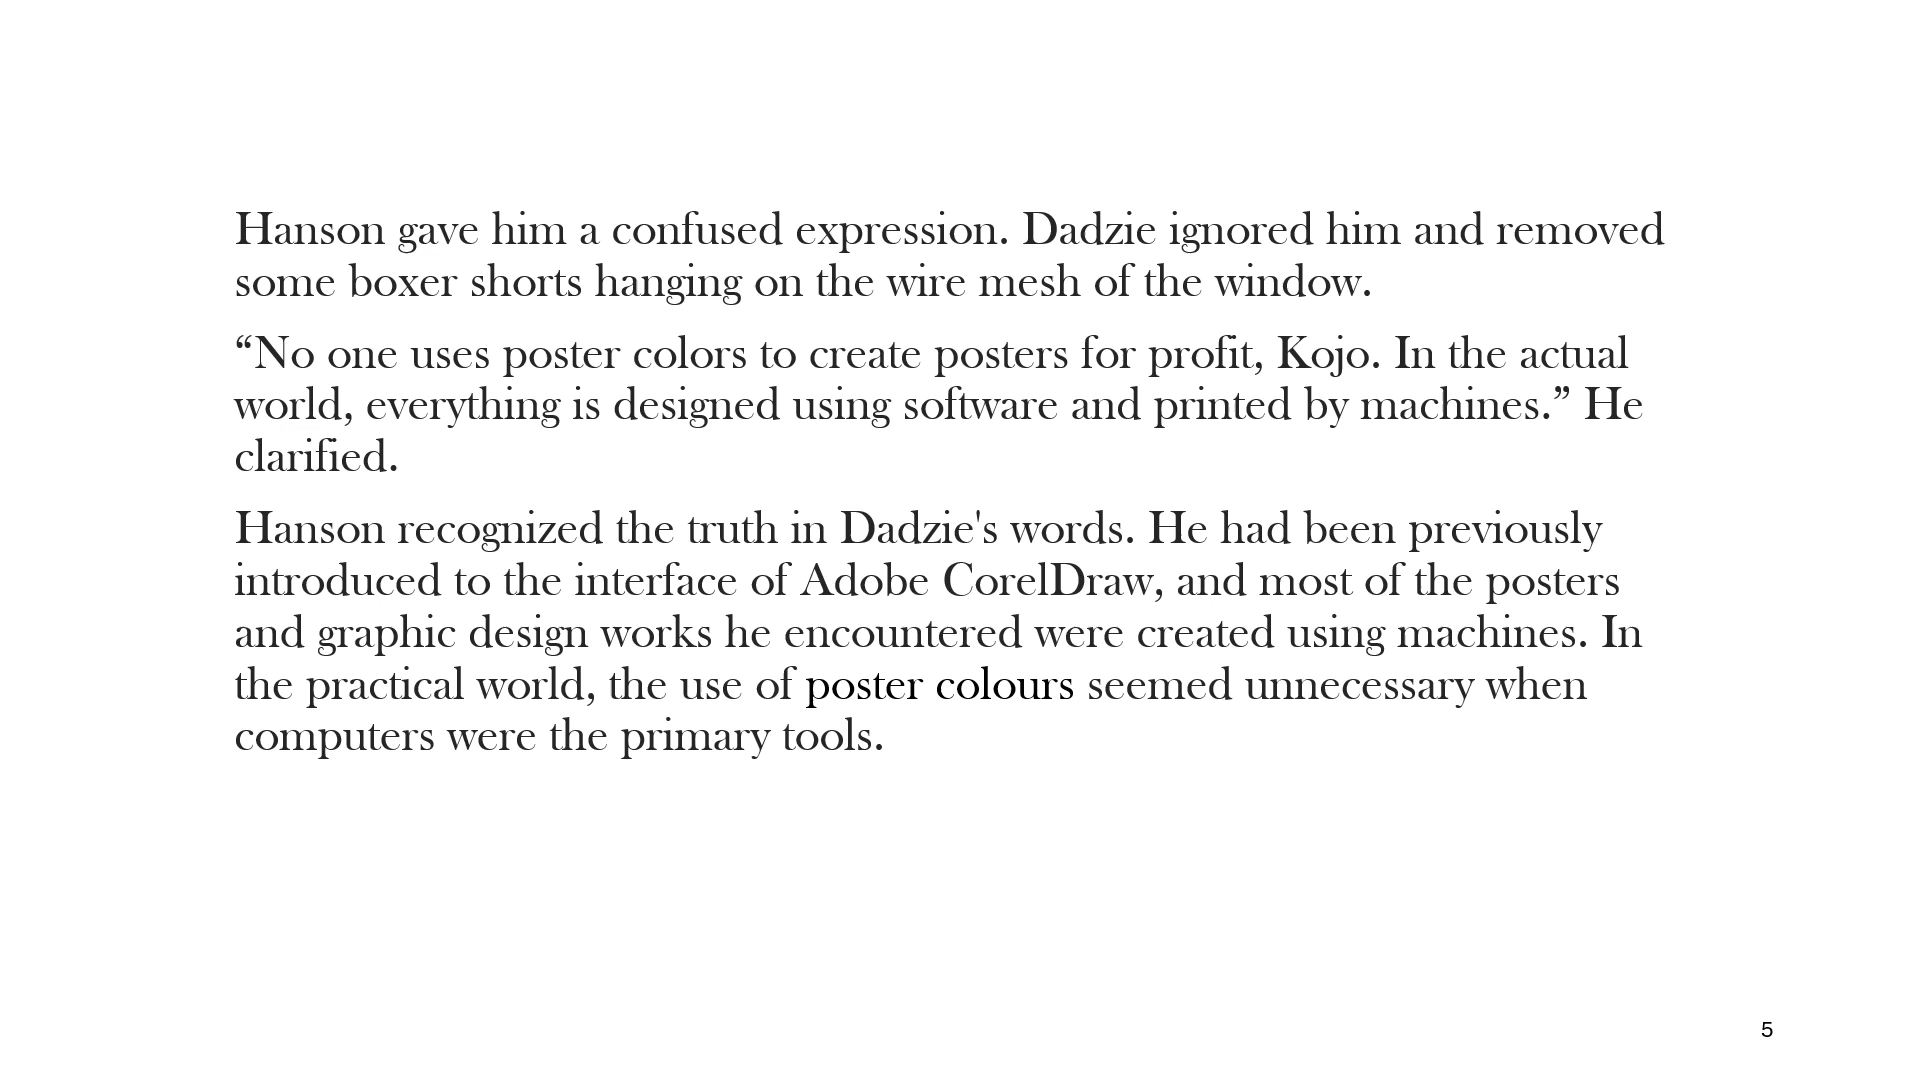 Hanson gave him a confused expression. Dadzie ignored him and removed
some boxer shorts hanging on the wire mesh of the window.
“No one uses poster colors to create posters for profit, Kojo. In the actual
world, everything is designed using software and printed by machines.” He
clarified.
Hanson recognized the truth in Dadzie's words. He had been previously
introduced to the interface of Adobe CorelDraw, and most of the posters
and graphic design works he encountered were created using machines. In
the practical world, the use of poster colours seemed unnecessary when
computers were the primary tools.
5